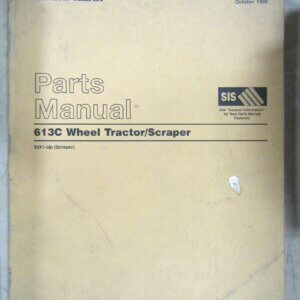 October 1999
Parts
Manual
613C Wheel Tractor/Scraper
93X1-Up (Scraper)
SIS
See "General Information"
for New Parts Manual
Features